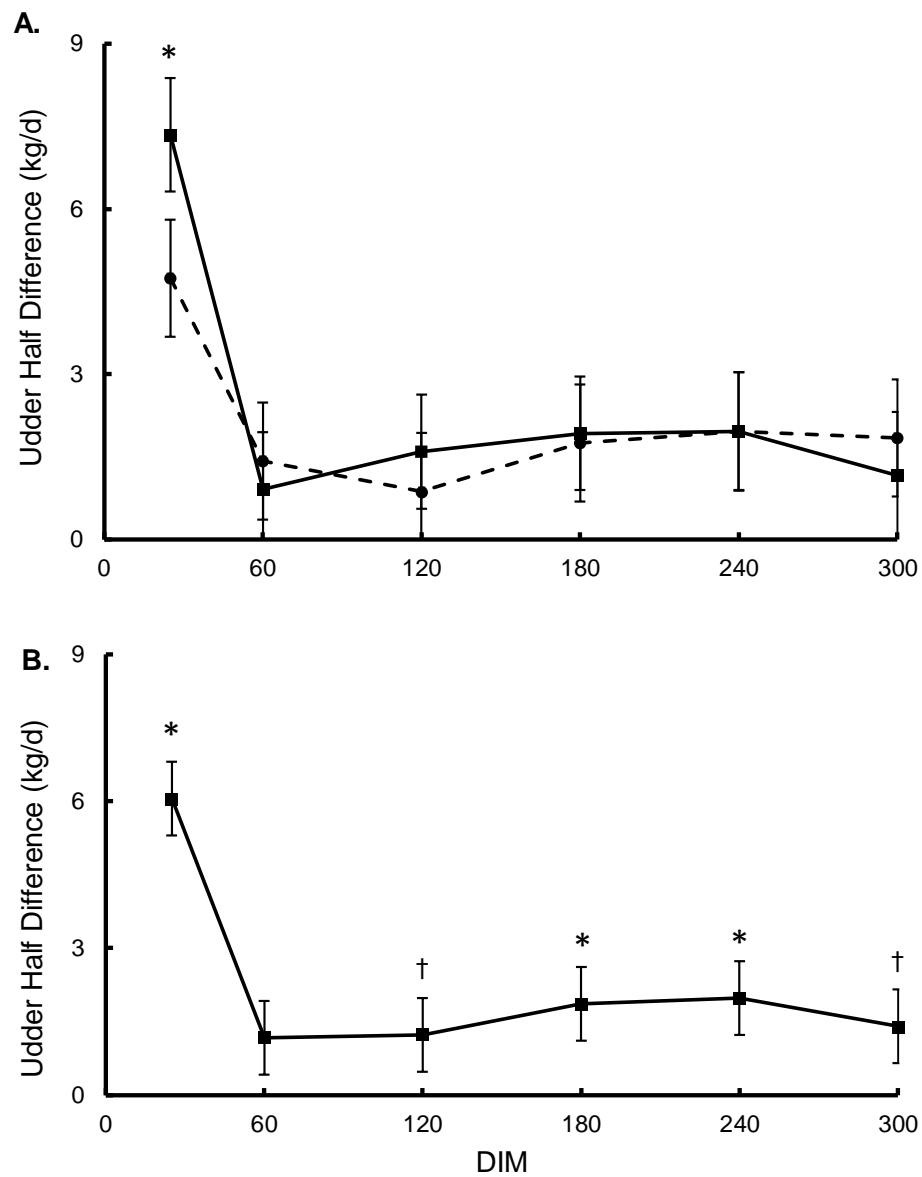 A.
*
9
6
3
0
Udder Half Difference (kg/d)
0 60 120 180 240 300
B.
9
6
3
0
Udder Half Difference (kg/d)
* † * * †
0 60 120 180 240 300
DIM